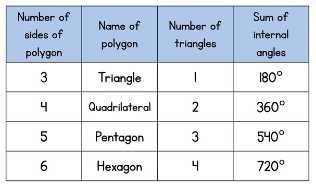 Number of sides of polygon | Name of polygon | Number of triangles | Sum of internal angles
3 | Triangle | 1 | 180°
4 | Quadrilateral | 2 | 360°
5 | Pentagon | 3 | 540°
6 | Hexagon | 4 | 720°